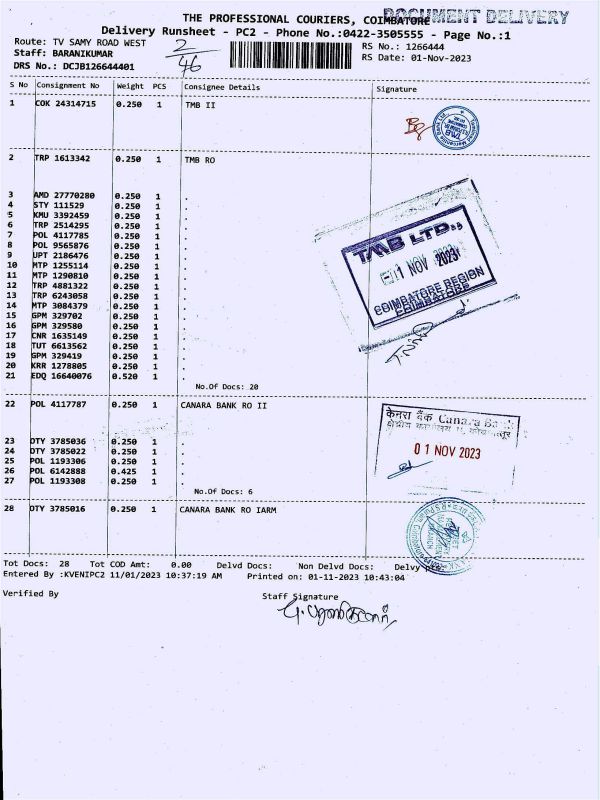 THE PROFESSIONAL COURIERS, COIMBATORE
DOCUMENT DELIVERY
Delivery Runsheet - PC2 - Phone No.:0422-3505555 - Page No.:1
Route: TV SAMY ROAD WEST
RS No.: 1266444
Staff: BARANIKUMAR
RS Date: 01-Nov-2023
DRS No.: DCJB126644401
2/46
S No Consignment No Weight PCS Consignee Details Signature
1 COK 24314715 0.250 1 TMB II
2 TRP 1613342 0.250 1 TMB RO
3 AMD 27770280 0.250 1 .
4 STY 111529 0.250 1 .
5 KMU 3392459 0.250 1 .
6 TRP 2514295 0.250 1 .
7 POL 4117785 0.250 1 .
8 POL 9565876 0.250 1 .
9 UPT 2186476 0.250 1 .
10 MTP 1255114 0.250 1 .
11 MTP 1290810 0.250 1 .
12 TRP 4881322 0.250 1 .
13 TRP 6243058 0.250 1 .
14 MTP 3084379 0.250 1 .
15 GPM 329702 0.250 1 .
16 GPM 329580 0.250 1 .
17 CNR 1635149 0.250 1 .
18 TUT 6613562 0.250 1 .
19 GPM 329419 0.250 1 .
20 KRR 1278805 0.250 1 .
21 EDQ 16640076 0.520 1 .
No.Of Docs: 20
TMB LTD.,
01 NOV 2023
COIMBATORE REGION
COIMBATORE
22 POL 4117787 0.250 1 CANARA BANK RO II
23 OTY 3785036 0.250 1 .
24 OTY 3785022 0.250 1 .
25 POL 1193306 0.250 1 .
26 POL 6142888 0.425 1 .
27 POL 1193308 0.250 1 .
No.Of Docs: 6
केनरा बैंक Canara Bank
01 NOV 2023
28 OTY 3785016 0.250 1 CANARA BANK RO IARM
Tot Docs: 28 Tot COD Amt: 0.00 Delvd Docs: Non Delvd Docs: Delvy
Entered By :KVENIPC2 11/01/2023 10:37:19 AM Printed on: 01-11-2023 10:43:04
Verified By
Staff Signature